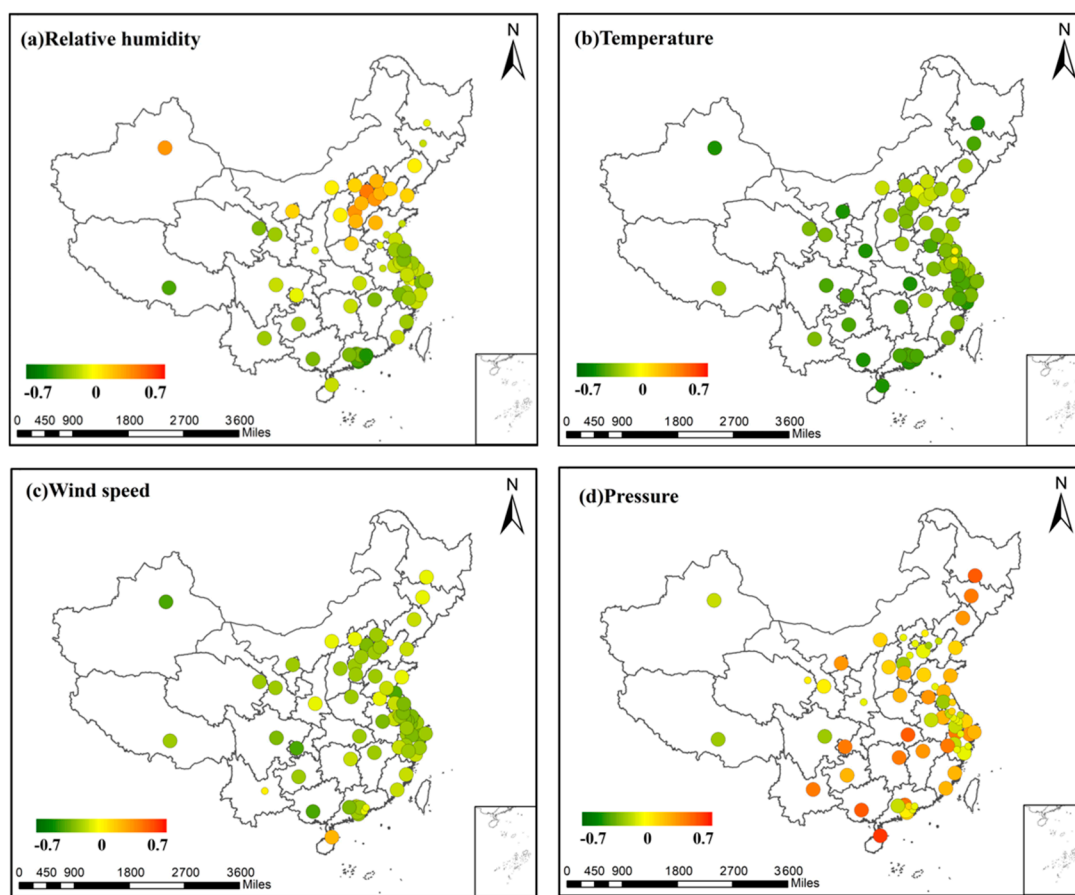 (a)Relative humidity
N
-0.7 0 0.7
0 450 900 1800 2700 3600
Miles
(b)Temperature
N
-0.7 0 0.7
0 450 900 1800 2700 3600
Miles
(c)Wind speed
N
-0.7 0 0.7
0 450 900 1800 2700 3600
Miles
(d)Pressure
N
-0.7 0 0.7
0 450 900 1800 2700 3600
Miles